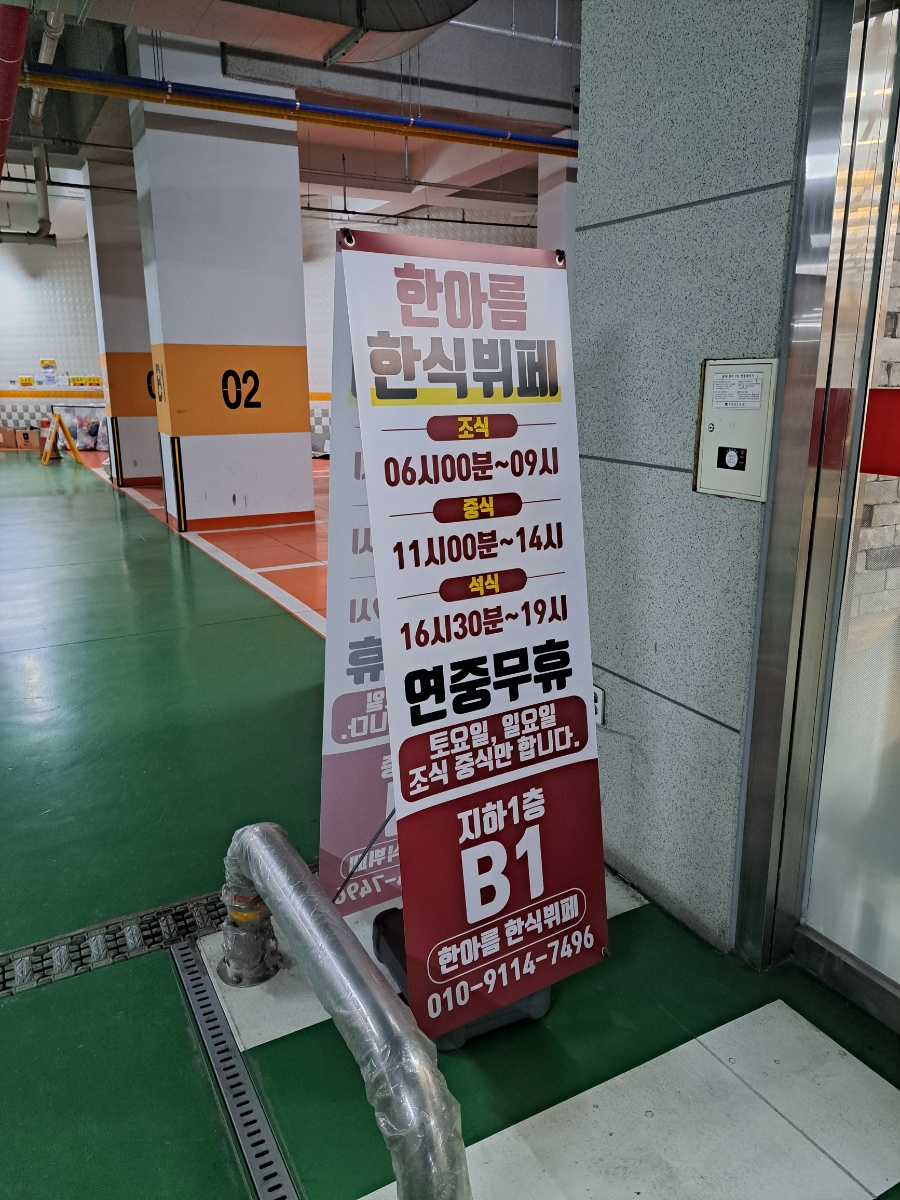 한아름
한식뷔페
조식
06시00분~09시
중식
11시00분~14시
석식
16시30분~19시
연중무휴
토요일, 일요일
조식 중식만 합니다.
지하1층
B1
한아름 한식뷔페
010-9114-7496
02